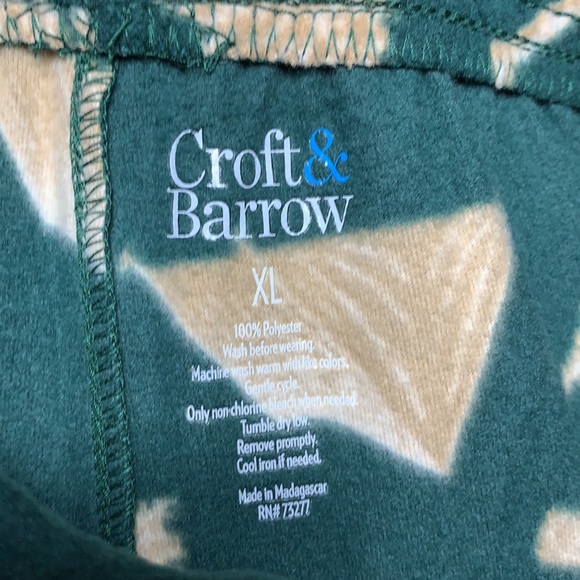 Croft&
Barrow
XL
100% Polyester
Wash before wearing.
Machine wash warm with like colors.
Gentle cycle.
Only non-chlorine bleach when needed.
Tumble dry low.
Remove promptly.
Cool iron if needed.
Made in Madagascar
RN# 73277